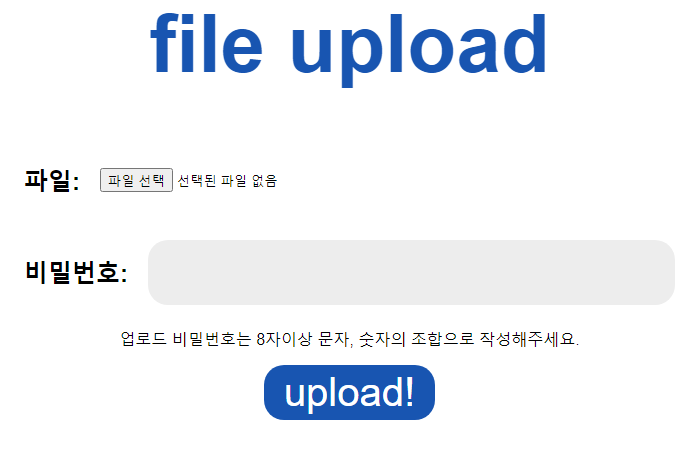 file upload
파일: 파일 선택 선택된 파일 없음
비밀번호:
업로드 비밀번호는 8자이상 문자, 숫자의 조합으로 작성해주세요.
upload!